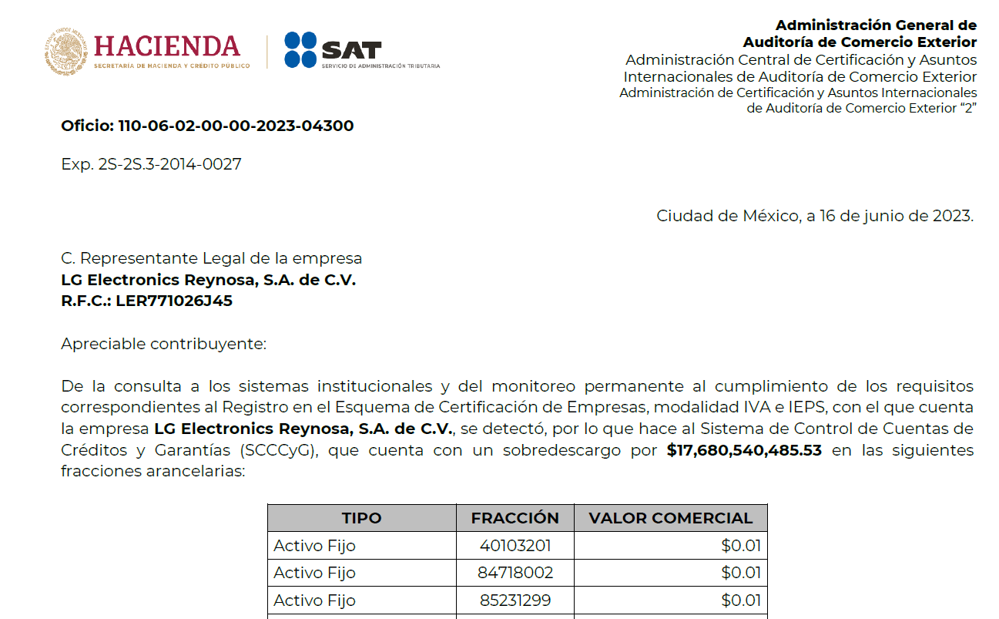 HACIENDA
SECRETARÍA DE HACIENDA Y CRÉDITO PÚBLICO
SAT
SERVICIO DE ADMINISTRACIÓN TRIBUTARIA
Administración General de
Auditoría de Comercio Exterior
Administración Central de Certificación y Asuntos
Internacionales de Auditoría de Comercio Exterior
Administración de Certificación y Asuntos Internacionales
de Auditoría de Comercio Exterior “2”
Oficio: 110-06-02-00-00-2023-04300
Exp. 2S-2S.3-2014-0027
Ciudad de México, a 16 de junio de 2023.
C. Representante Legal de la empresa
LG Electronics Reynosa, S.A. de C.V.
R.F.C.: LER771026J45
Apreciable contribuyente:
De la consulta a los sistemas institucionales y del monitoreo permanente al cumplimiento de los requisitos
correspondientes al Registro en el Esquema de Certificación de Empresas, modalidad IVA e IEPS, con el que cuenta
la empresa LG Electronics Reynosa, S.A. de C.V., se detectó, por lo que hace al Sistema de Control de Cuentas de
Créditos y Garantías (SCCCyG), que cuenta con un sobredescargo por $17,680,540,485.53 en las siguientes
fracciones arancelarias:
TIPO FRACCIÓN VALOR COMERCIAL
Activo Fijo 40103201 $0.01
Activo Fijo 84718002 $0.01
Activo Fijo 85231299 $0.01